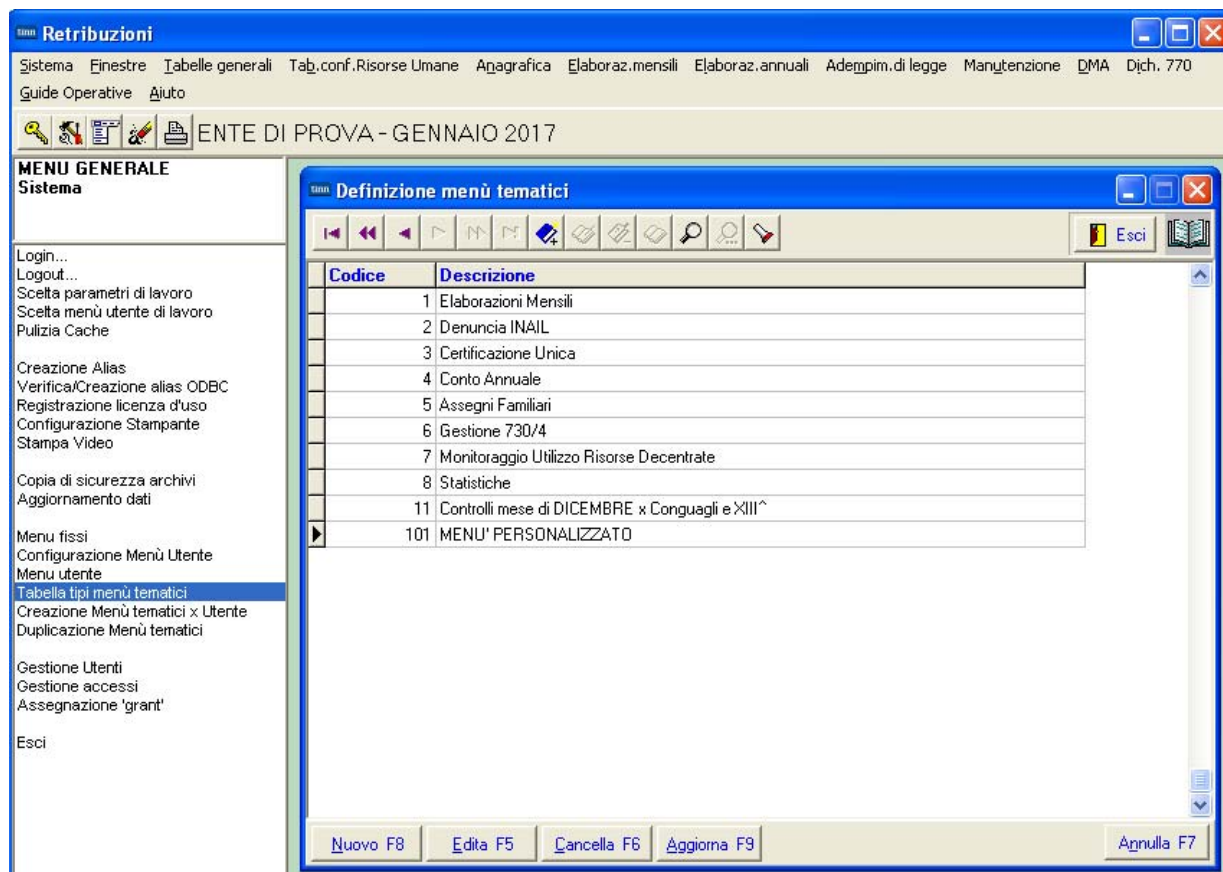 tinn Retribuzioni
Sistema Finestre Tabelle generali Tab.conf.Risorse Umane Anagrafica Elaboraz.mensili Elaboraz.annuali Adempim.di legge Manutenzione DMA Dich. 770
Guide Operative Aiuto
ENTE DI PROVA - GENNAIO 2017
MENU GENERALE
Sistema
Login...
Logout...
Scelta parametri di lavoro
Scelta menù utente di lavoro
Pulizia Cache
Creazione Alias
Verifica/Creazione alias ODBC
Registrazione licenza d'uso
Configurazione Stampante
Stampa Video
Copia di sicurezza archivi
Aggiornamento dati
Menu fissi
Configurazione Menù Utente
Menu utente
Tabella tipi menù tematici
Creazione Menù tematici x Utente
Duplicazione Menù tematici
Gestione Utenti
Gestione accessi
Assegnazione 'grant'
Esci
tinn Definizione menù tematici
Esci
Codice Descrizione
1 Elaborazioni Mensili
2 Denuncia INAIL
3 Certificazione Unica
4 Conto Annuale
5 Assegni Familiari
6 Gestione 730/4
7 Monitoraggio Utilizzo Risorse Decentrate
8 Statistiche
11 Controlli mese di DICEMBRE x Conguagli e XIII^
101 MENU' PERSONALIZZATO
Nuovo F8 Edita F5 Cancella F6 Aggiorna F9 Annulla F7